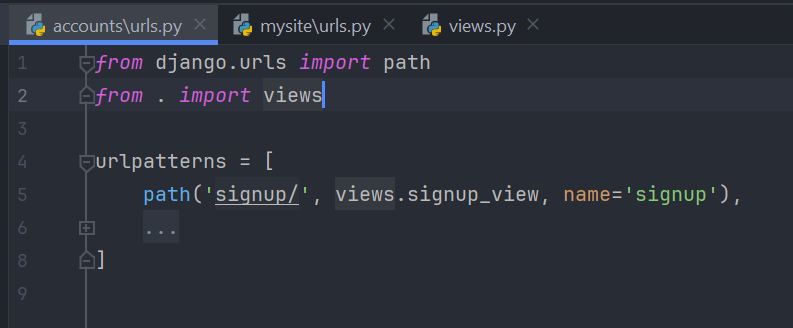 accounts\urls.py mysite\urls.py views.py
1 from django.urls import path
2 from . import views
3
4 urlpatterns = [
5     path('signup/', views.signup_view, name='signup'),
6     ...
8 ]
9